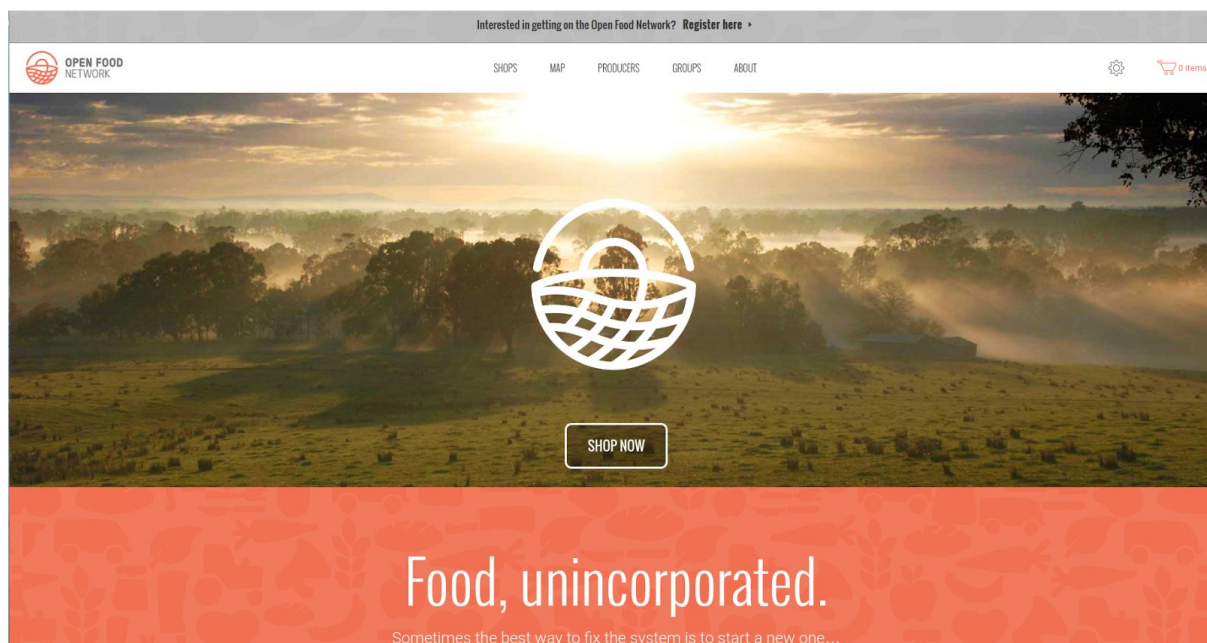 Interested in getting on the Open Food Network? Register here
OPEN FOOD
NETWORK
SHOPS MAP PRODUCERS GROUPS ABOUT
0 items
SHOP NOW
Food, unincorporated.
Sometimes the best way to fix the system is to start a new one...